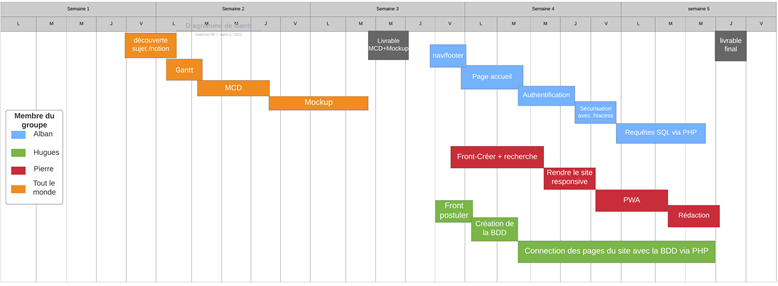 Semaine 1 Semaine 2 Semaine 3 Semaine 4 semaine 5
L M M J V L M M J V L M M J V L M M J V L M M J V
Diagramme de Gantt
découverte
sujet /notion
Gantt
MCD
Mockup
Livrable
MCD+Mockup
nav/footer
Page accueil
Authentification
Sécurisation
avec .htacess
Requêtes SQL via PHP
livrable
final
Membre du
groupe
Alban
Hugues
Pierre
Tout le
monde
Front-Créer + recherche
Rendre le site
responsive
PWA
Rédaction
Front
postuler
Création de
la BDD
Connection des pages du site avec la BDD via PHP